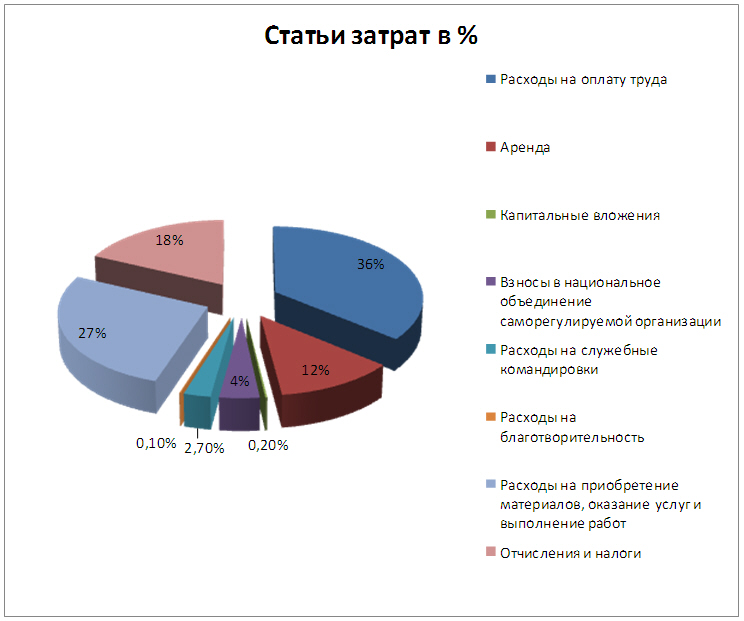 Статьи затрат в %
18%
36%
27%
12%
4%
0,10%
2,70%
0,20%
Расходы на оплату труда
Аренда
Капитальные вложения
Взносы в национальное
объединение
саморегулируемой организации
Расходы на служебные
командировки
Расходы на
благотворительность
Расходы на приобретение
материалов, оказание услуг и
выполнение работ
Отчисления и налоги